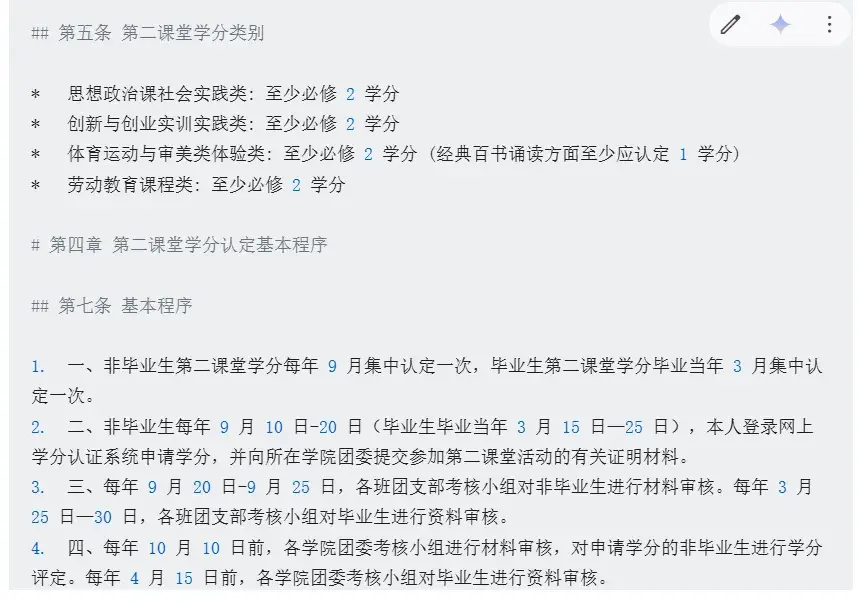 ## 第五条 第二课堂学分类别
* 思想政治课社会实践类：至少必修 2 学分
* 创新与创业实训实践类：至少必修 2 学分
* 体育运动与审美类体验类：至少必修 2 学分（经典百书诵读方面至少应认定 1 学分）
* 劳动教育课程类：至少必修 2 学分
# 第四章 第二课堂学分认定基本程序
## 第七条 基本程序
1. 一、非毕业生第二课堂学分每年 9 月集中认定一次，毕业生第二课堂学分毕业当年 3 月集中认
定一次。
2. 二、非毕业生每年 9 月 10 日-20 日（毕业生毕业当年 3 月 15 日—25 日），本人登录网上
学分认证系统申请学分，并向所在学院团委提交参加第二课堂活动的有关证明材料。
3. 三、每年 9 月 20 日-9 月 25 日，各班团支部考核小组对非毕业生进行材料审核。每年 3 月
25 日—30 日，各班团支部考核小组对毕业生进行资料审核。
4. 四、每年 10 月 10 日前，各学院团委考核小组进行材料审核，对申请学分的非毕业生进行学分
评定。每年 4 月 15 日前，各学院团委考核小组对毕业生进行资料审核。